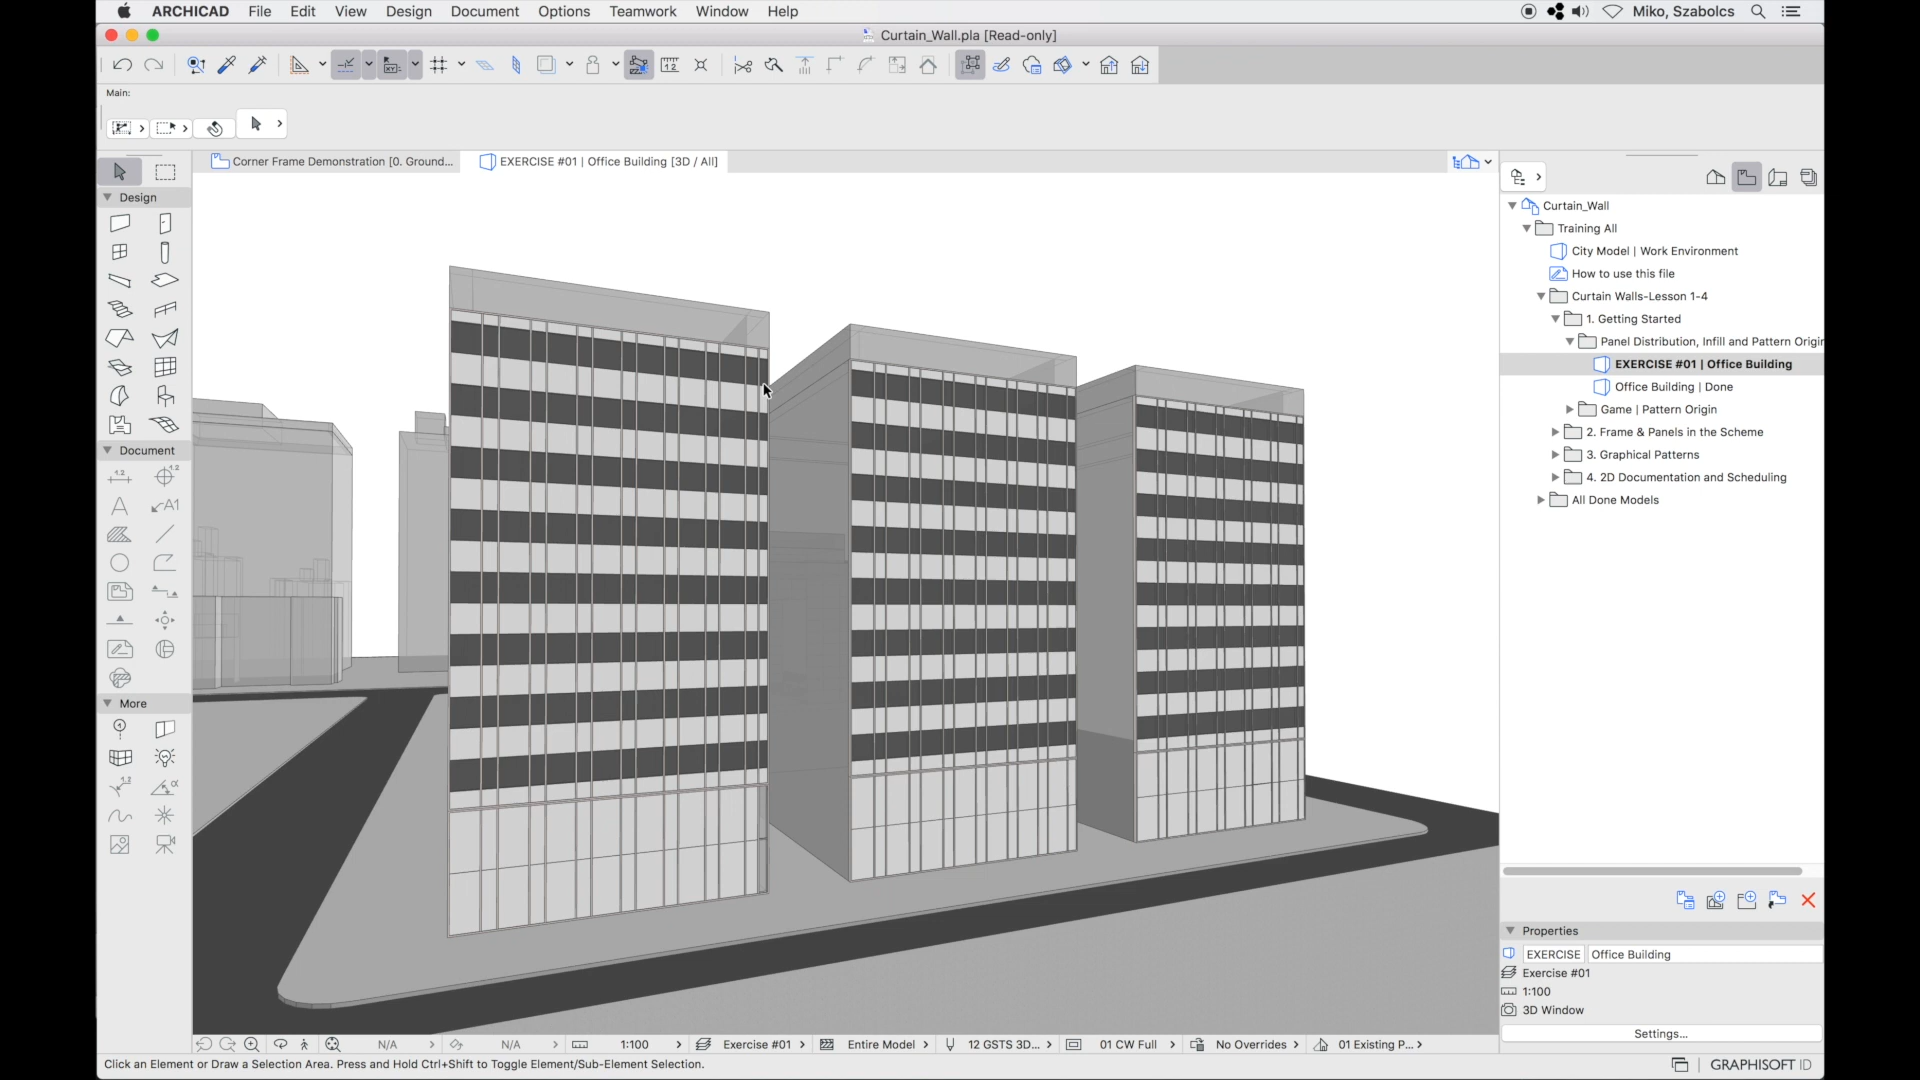 ARCHICAD File Edit View Design Document Options Teamwork Window Help Miko, Szabolcs
Curtain_Wall.pla [Read-only]
Main:
Corner Frame Demonstration [0. Ground...
EXERCISE #01 | Office Building [3D / All]
Design
Document
More
Curtain_Wall
Training All
City Model | Work Environment
How to use this file
Curtain Walls-Lesson 1-4
1. Getting Started
Panel Distribution, Infill and Pattern Origin
EXERCISE #01 | Office Building
Office Building | Done
Game | Pattern Origin
2. Frame & Panels in the Scheme
3. Graphical Patterns
4. 2D Documentation and Scheduling
All Done Models
Properties
EXERCISE Office Building
Exercise #01
1:100
3D Window
Settings...
N/A N/A 1:100 Exercise #01 Entire Model 12 GSTS 3D... 01 CW Full No Overrides 01 Existing P...
Click an Element or Draw a Selection Area. Press and Hold Ctrl+Shift to Toggle Element/Sub-Element Selection.
GRAPHISOFT ID